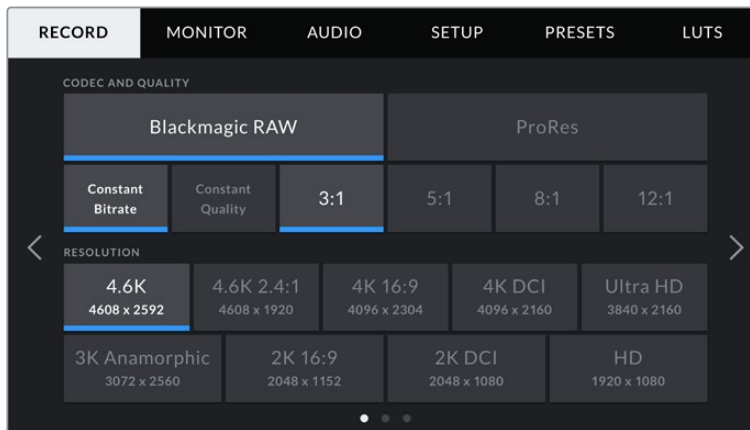 RECORD MONITOR AUDIO SETUP PRESETS LUTS
CODEC AND QUALITY
Blackmagic RAW ProRes
Constant Bitrate Constant Quality 3:1 5:1 8:1 12:1
RESOLUTION
4.6K 4.6K 2.4:1 4K 16:9 4K DCI Ultra HD
4608 x 2592 4608 x 1920 4096 x 2304 4096 x 2160 3840 x 2160
3K Anamorphic 2K 16:9 2K DCI HD
3072 x 2560 2048 x 1152 2048 x 1080 1920 x 1080